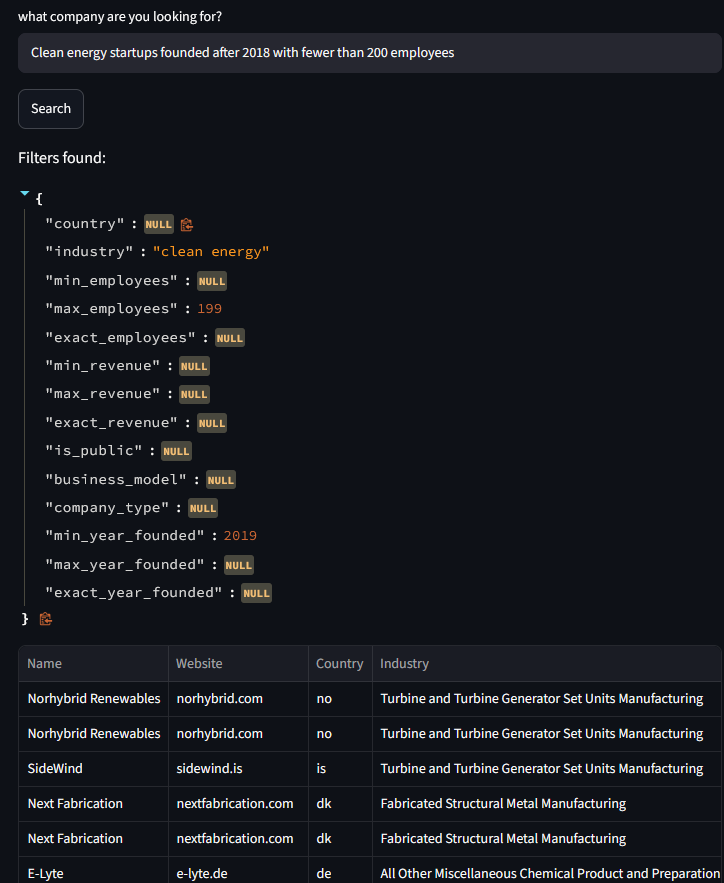 what company are you looking for?
Clean energy startups founded after 2018 with fewer than 200 employees
Search
Filters found:
{
"country" : NULL
"industry" : "clean energy"
"min_employees" : NULL
"max_employees" : 199
"exact_employees" : NULL
"min_revenue" : NULL
"max_revenue" : NULL
"exact_revenue" : NULL
"is_public" : NULL
"business_model" : NULL
"company_type" : NULL
"min_year_founded" : 2019
"max_year_founded" : NULL
"exact_year_founded" : NULL
}
Name Website Country Industry
Norhybrid Renewables norhybrid.com no Turbine and Turbine Generator Set Units Manufacturing
Norhybrid Renewables norhybrid.com no Turbine and Turbine Generator Set Units Manufacturing
SideWind sidewind.is is Turbine and Turbine Generator Set Units Manufacturing
Next Fabrication nextfabrication.com dk Fabricated Structural Metal Manufacturing
Next Fabrication nextfabrication.com dk Fabricated Structural Metal Manufacturing
E-Lyte e-lyte.de de All Other Miscellaneous Chemical Product and Preparation